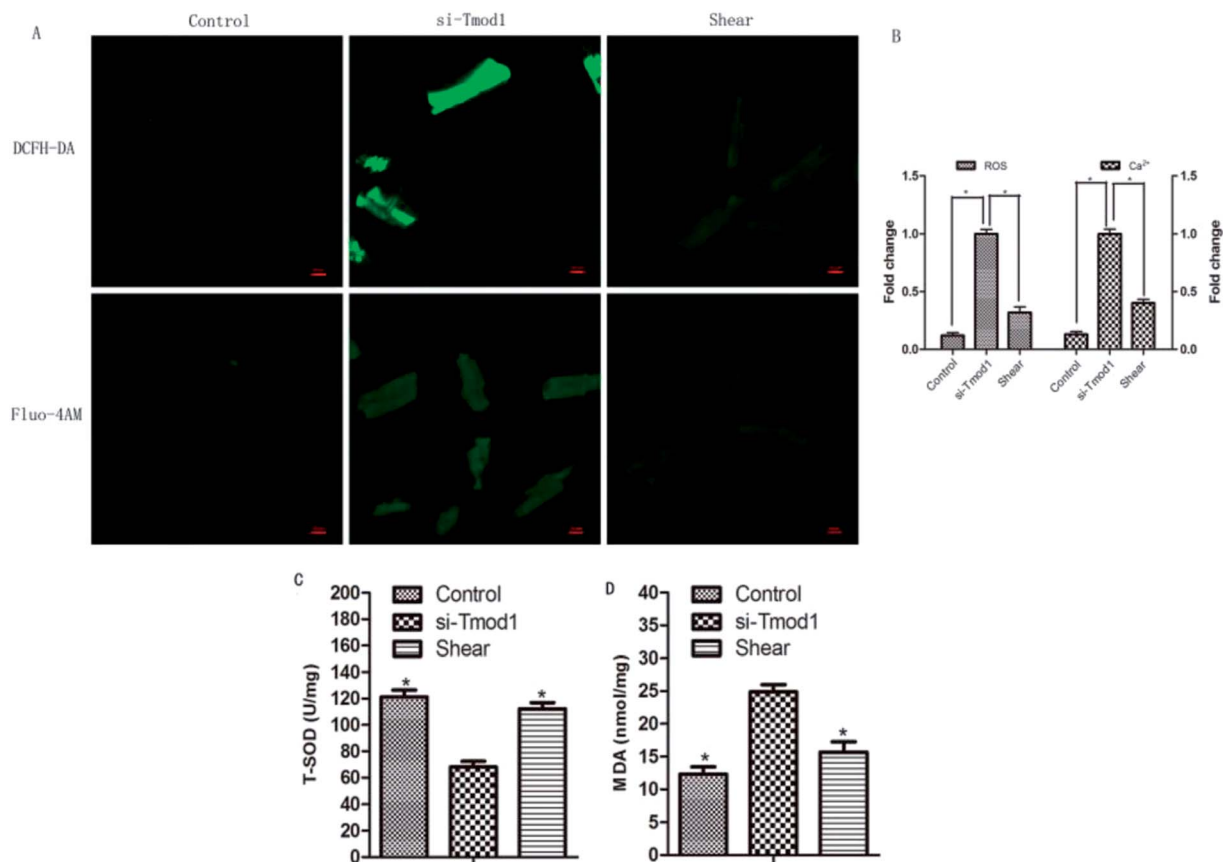 A
Control
si-Tmod1
Shear
DCFH-DA
Fluo-4AM
B
ROS
Ca²⁺
1.5
1.0
0.5
0.0
Fold change
1.5
1.0
0.5
0.0
Fold change
*
*
*
*
Control
si-Tmod1
Shear
Control
si-Tmod1
Shear
C
200
180
160
140
120
100
80
60
40
20
0
T-SOD (U/mg)
Control
si-Tmod1
Shear
*
*
D
40
35
30
25
20
15
10
5
0
MDA (nmol/mg)
Control
si-Tmod1
Shear
*
*